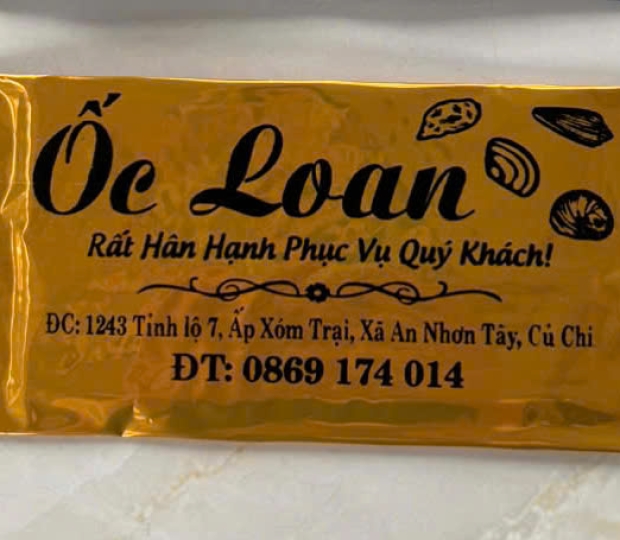 Ốc Loan
Rất Hân Hạnh Phục Vụ Quý Khách!
ĐC: 1243 Tỉnh lộ 7, Ấp Xóm Trại, Xã An Nhơn Tây, Củ Chi
ĐT: 0869 174 014